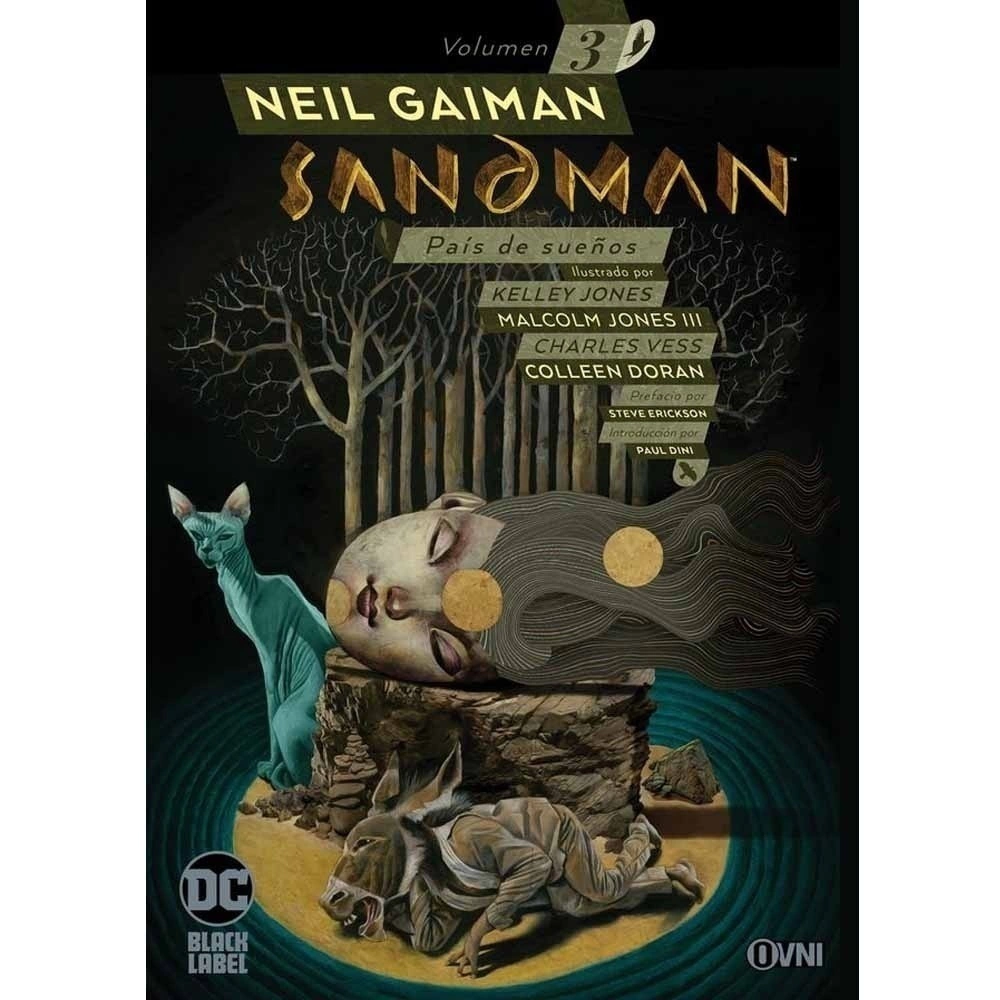 Volumen 3
NEIL GAIMAN
SANDMAN™
País de sueños
Ilustrado por
KELLEY JONES
MALCOLM JONES III
CHARLES VESS
COLLEEN DORAN
Prefacio por
STEVE ERICKSON
Introducción por
PAUL DINI
DC
BLACK
LABEL
OVNI